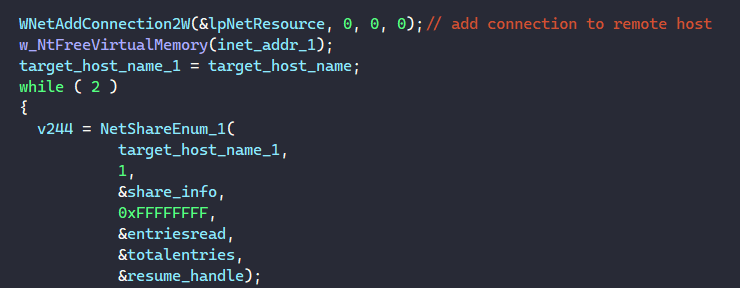 WNetAddConnection2W(&lpNetResource, 0, 0, 0);// add connection to remote host
w_NtFreeVirtualMemory(inet_addr_1);
target_host_name_1 = target_host_name;
while ( 2 )
{
v244 = NetShareEnum_1(
target_host_name_1,
1,
&share_info,
0xFFFFFFFF,
&entriesread,
&totalentries,
&resume_handle);